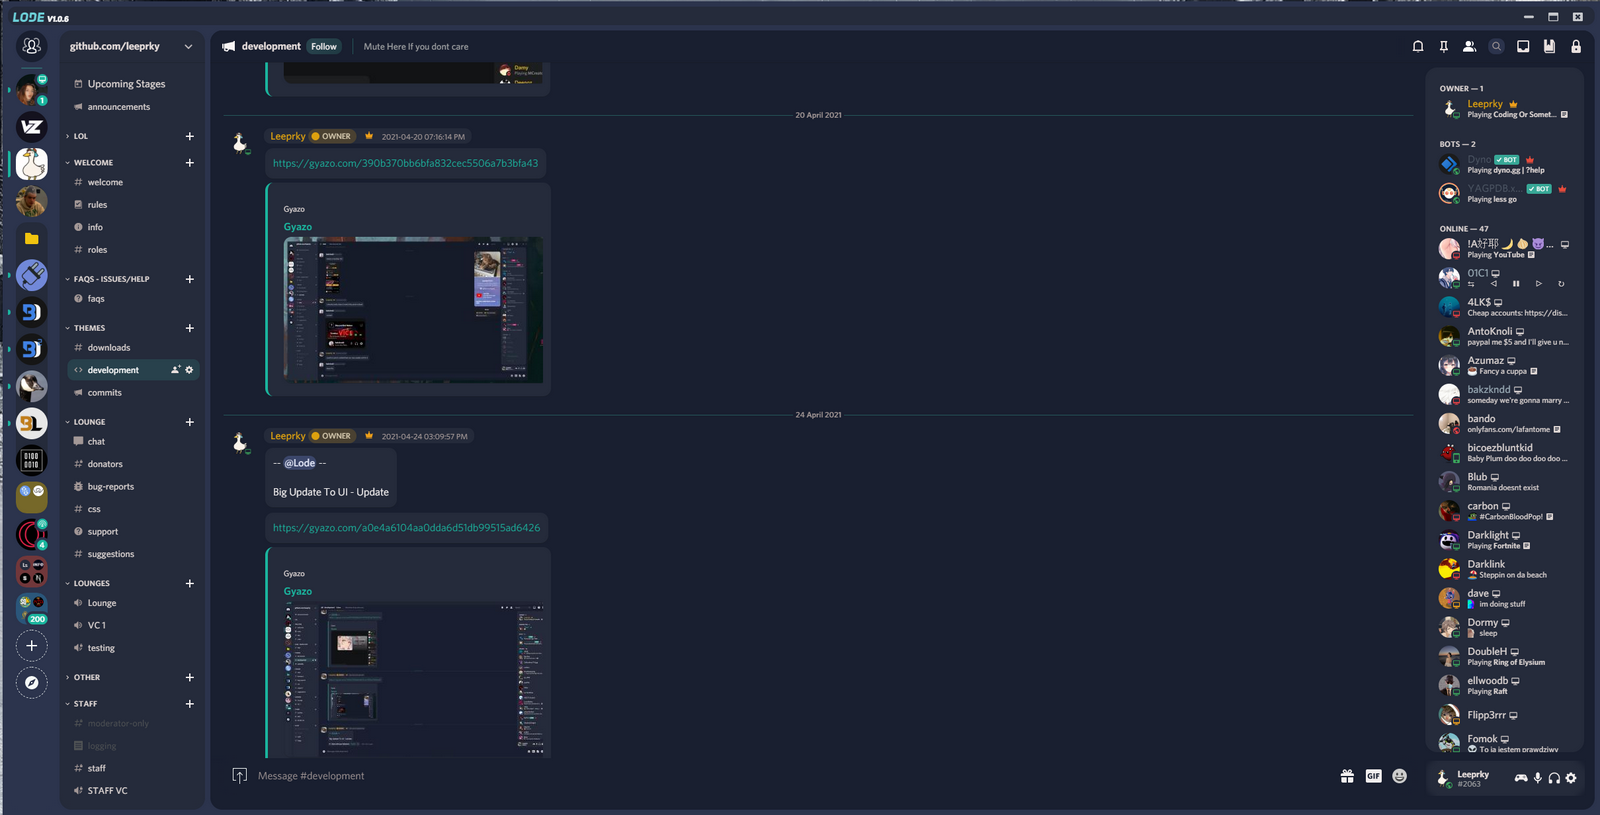 LODE V1.0.6
github.com/leeprky
Upcoming Stages
announcements
LOL
WELCOME
welcome
rules
info
roles
FAQS - ISSUES/HELP
faqs
THEMES
downloads
development
commits
LOUNGE
chat
donators
bug-reports
css
support
suggestions
LOUNGES
Lounge
VC 1
testing
OTHER
STAFF
moderator-only
logging
staff
STAFF VC
1
VZ
4
200
development Follow Mute Here If you dont care
Damy
20 April 2021
Leeprky OWNER 2021-04-20 07:16:14 PM
https://gyazo.com/390b370bb6bfa832cec5506a7b3bfa43
Gyazo
Gyazo
24 April 2021
Leeprky OWNER 2021-04-24 03:09:57 PM
-- @Lode --
Big Update To UI - Update
https://gyazo.com/a0e4a6104aa0dda6d51db99515ad6426
Gyazo
Gyazo
Message #development
GIF
OWNER — 1
Leeprky
Playing Coding Or Somet...
BOTS — 2
Dyno BOT
Playing dyno.gg | ?help
YAGPDB.x... BOT
Playing less go
ONLINE — 47
!A好耶 🌙 ...
Playing YouTube
01C1
4LK$
Cheap accounts: https://dis...
AntoKnoli
paypal me $5 and I'll give u n...
Azumaz
Fancy a cuppa
bakzkndd
someday we're gonna marry ...
bando
onlyfans.com/lafantome
bicoezbluntkid
Baby Plum doo doo doo doo ...
Blub
Romania doesnt exist
carbon
#CarbonBloodPop!
Darklight
Playing Fortnite
Darklink
Steppin on da beach
dave
im doing stuff
Dormy
sleep
DoubleH
Playing Ring of Elysium
ellwoodb
Playing Raft
Flipp3rrr
Fomok
To ja jestem prawdziwy
Leeprky
#2063